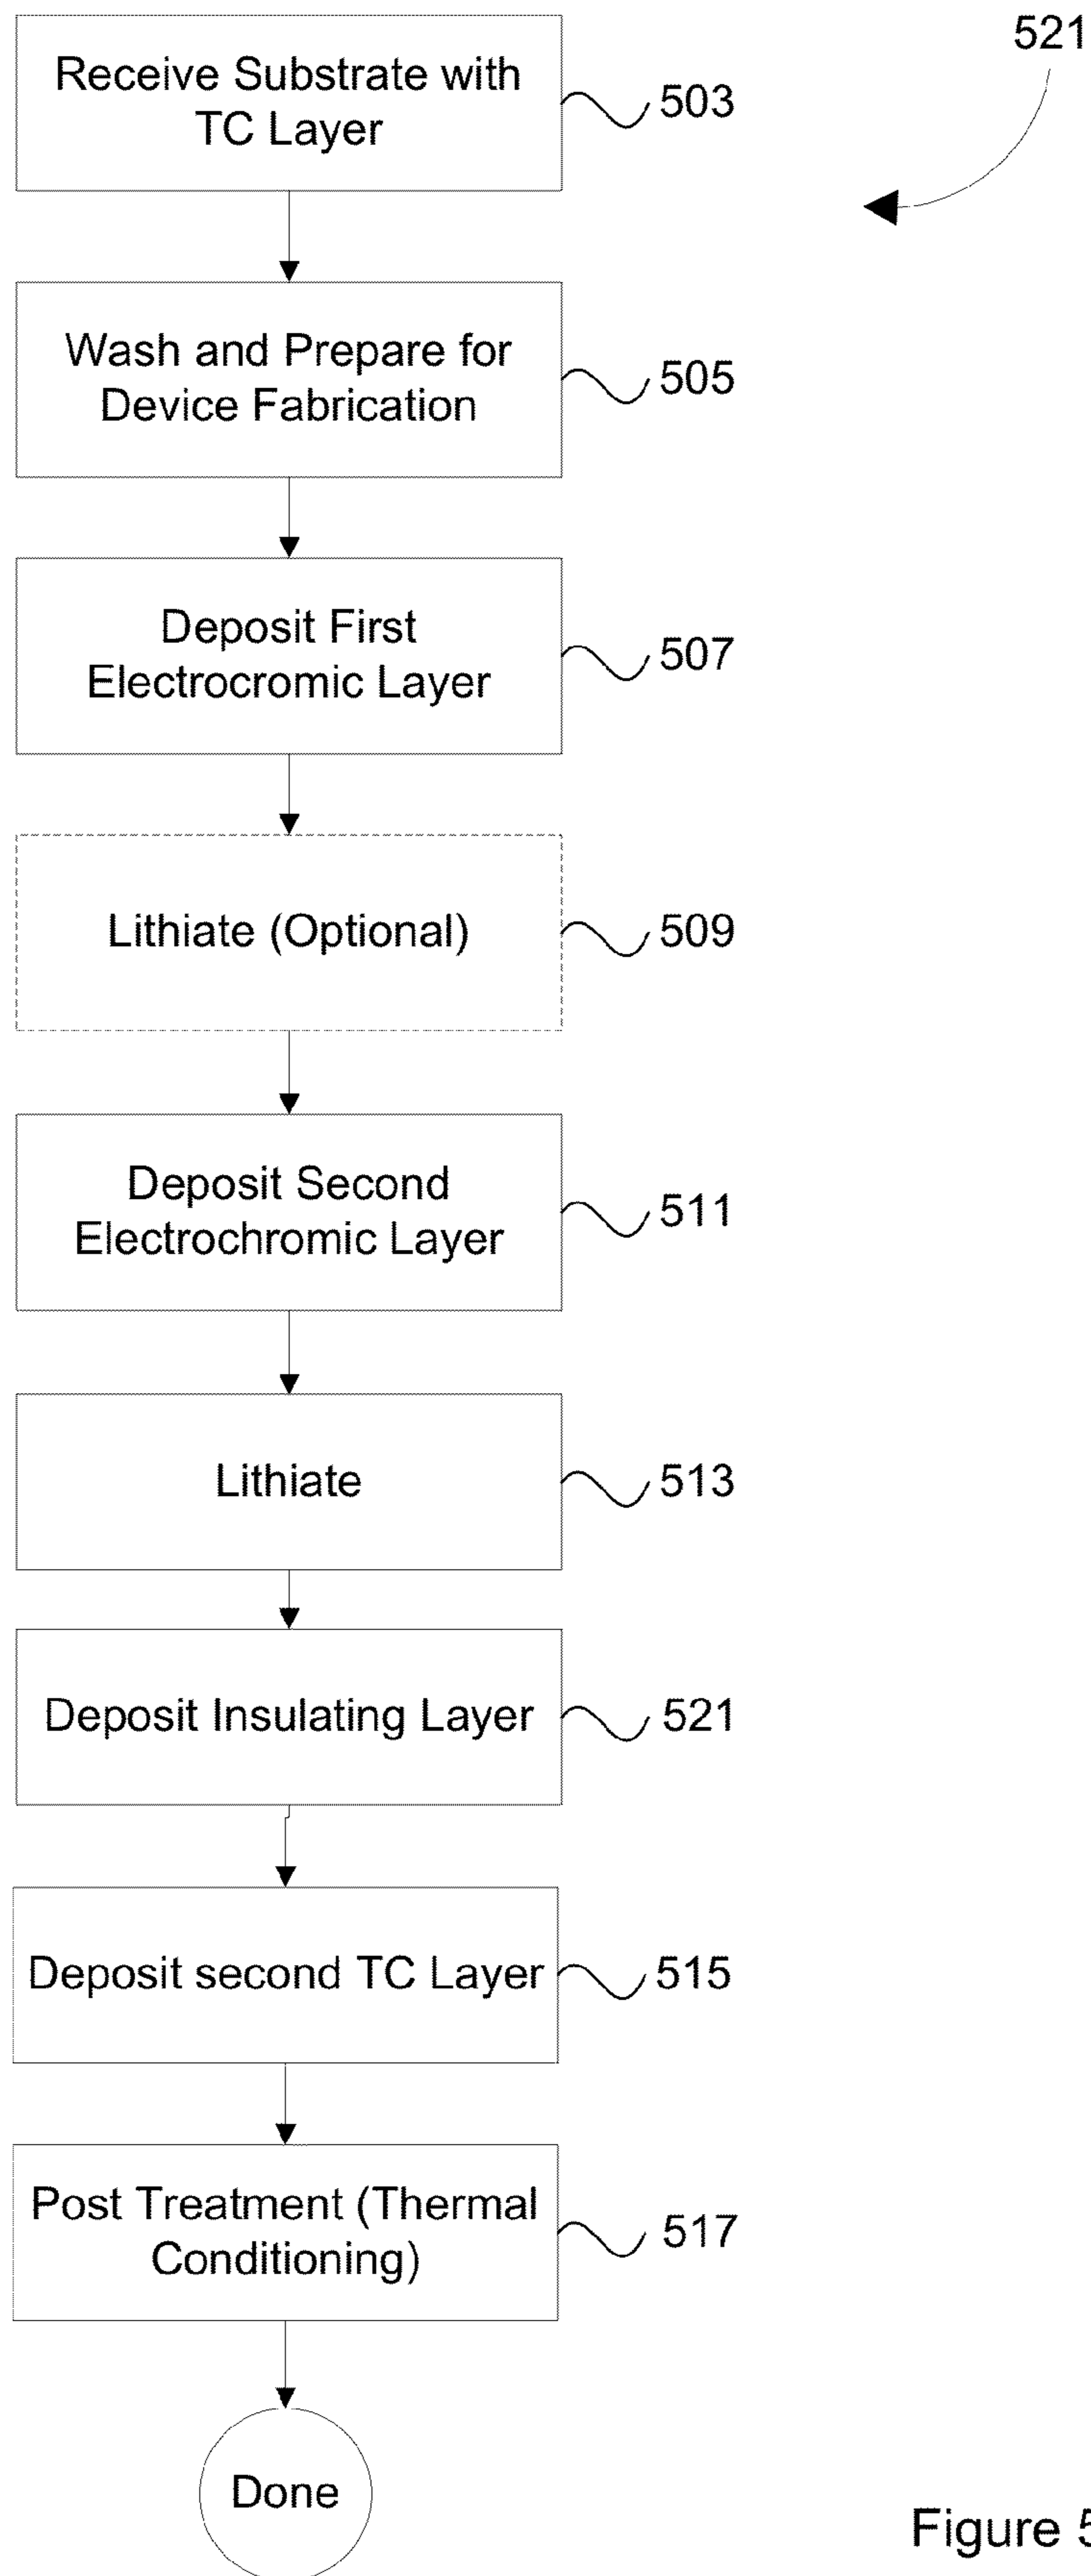 521
Receive Substrate with
TC Layer
503
Wash and Prepare for
Device Fabrication
505
Deposit First
Electrocromic Layer
507
Lithiate (Optional)
509
Deposit Second
Electrochromic Layer
511
Lithiate
513
Deposit Insulating Layer
521
Deposit second TC Layer
515
Post Treatment (Thermal
Conditioning)
517
Done
Figure 5